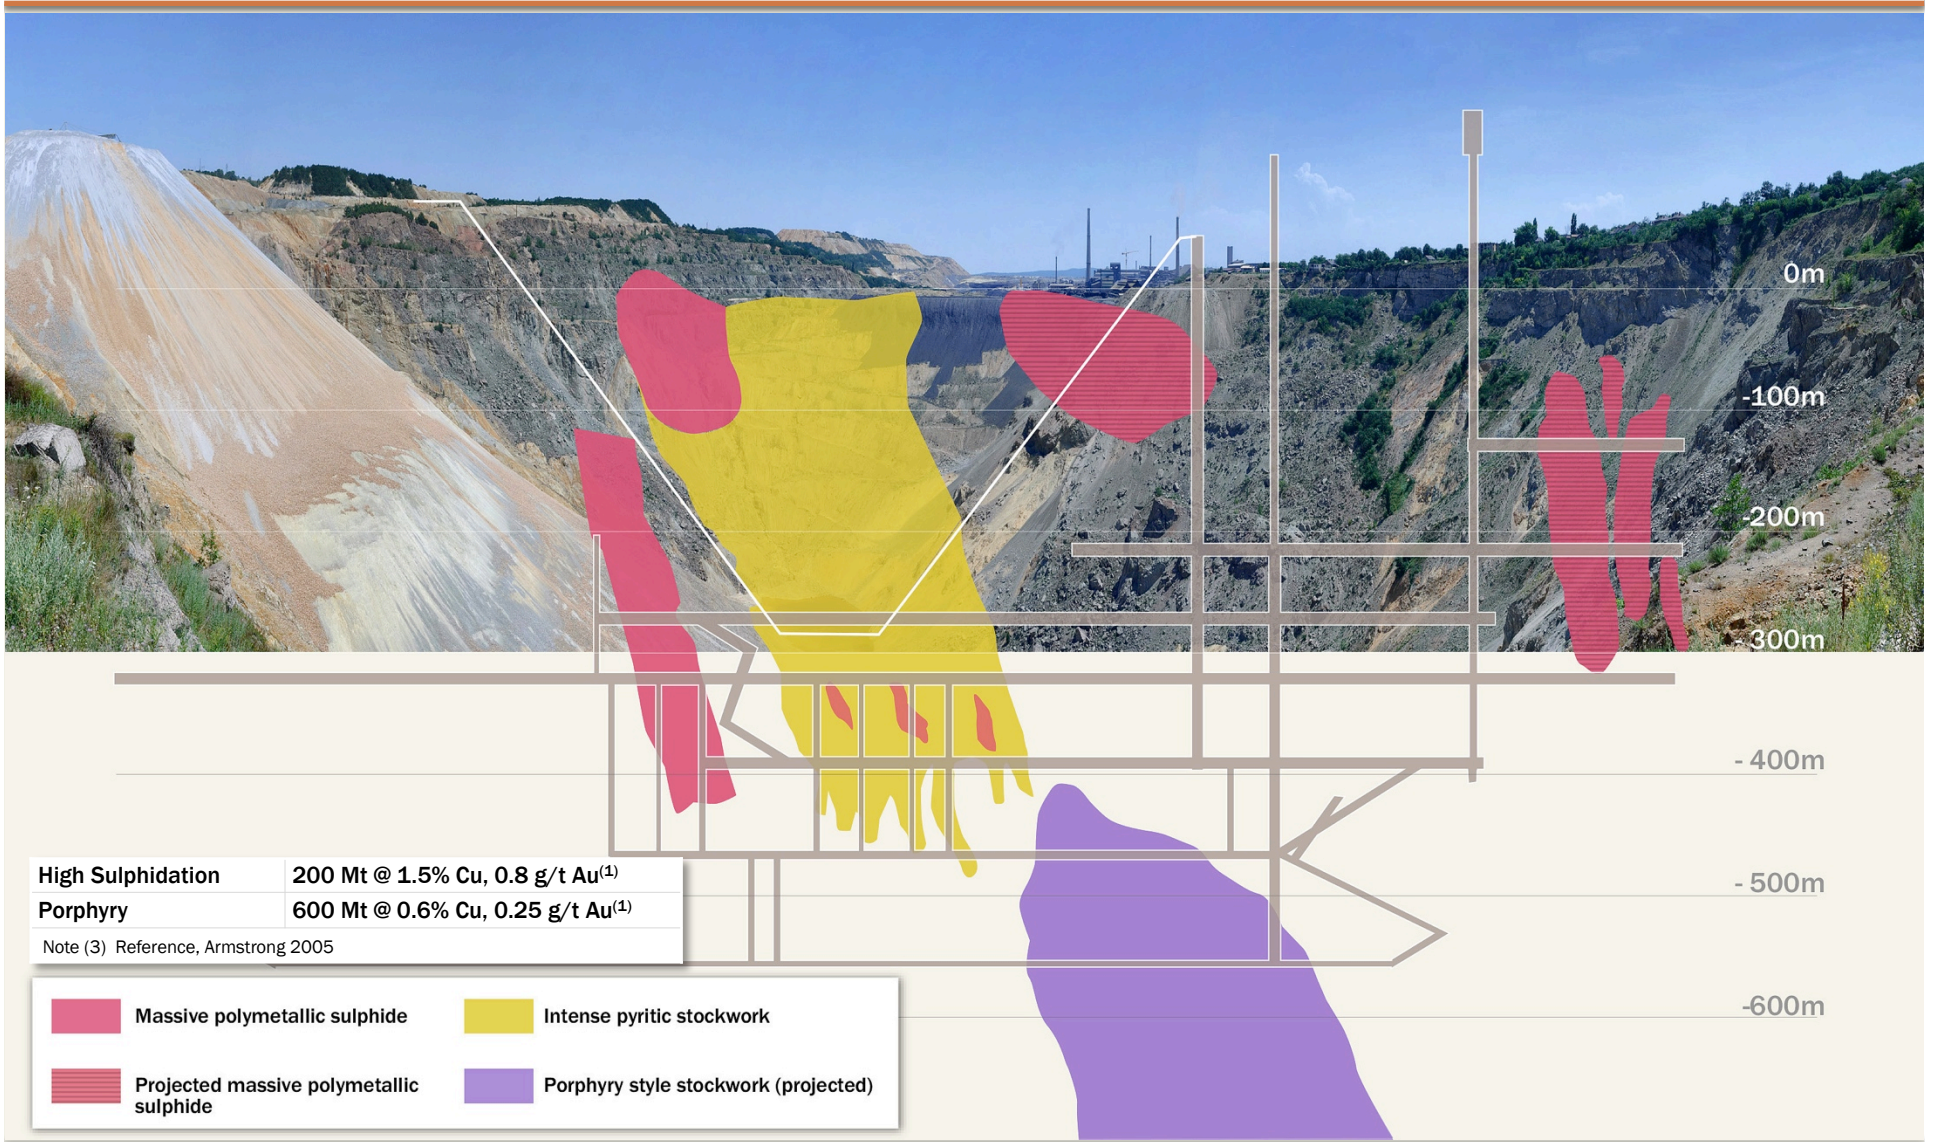 0m
-100m
-200m
- 300m
- 400m
- 500m
-600m
High Sulphidation 200 Mt @ 1.5% Cu, 0.8 g/t Au(1)
Porphyry 600 Mt @ 0.6% Cu, 0.25 g/t Au(1)
Note (3) Reference, Armstrong 2005
Massive polymetallic sulphide
Intense pyritic stockwork
Projected massive polymetallic
sulphide
Porphyry style stockwork (projected)